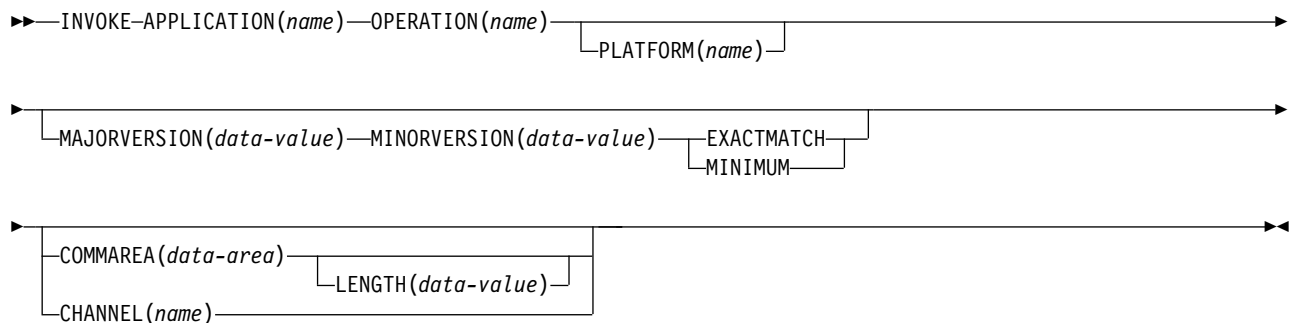 INVOKE APPLICATION(name) OPERATION(name)
PLATFORM(name)
MAJORVERSION(data-value) MINORVERSION(data-value) EXACTMATCH
MINIMUM
COMMAREA(data-area)
LENGTH(data-value)
CHANNEL(name)